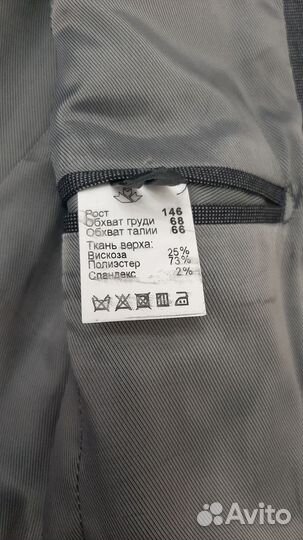 Рост 146
Обхват груди 68
Обхват талии 66
Ткань верха:
Вискоза 25%
Полиэстер 73%
Спандекс 2%
Avito